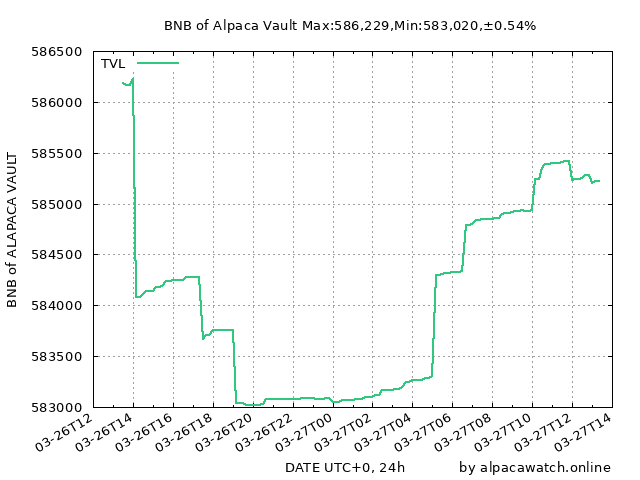 BNB of Alpaca Vault Max:586,229,Min:583,020,±0.54%
TVL
586500
586000
585500
585000
584500
584000
583500
583000
BNB of ALAPACA VAULT
03-26T12
03-26T14
03-26T16
03-26T18
03-26T20
03-26T22
03-27T00
03-27T02
03-27T04
03-27T06
03-27T08
03-27T10
03-27T12
03-27T14
DATE UTC+0, 24h
by alpacawatch.online